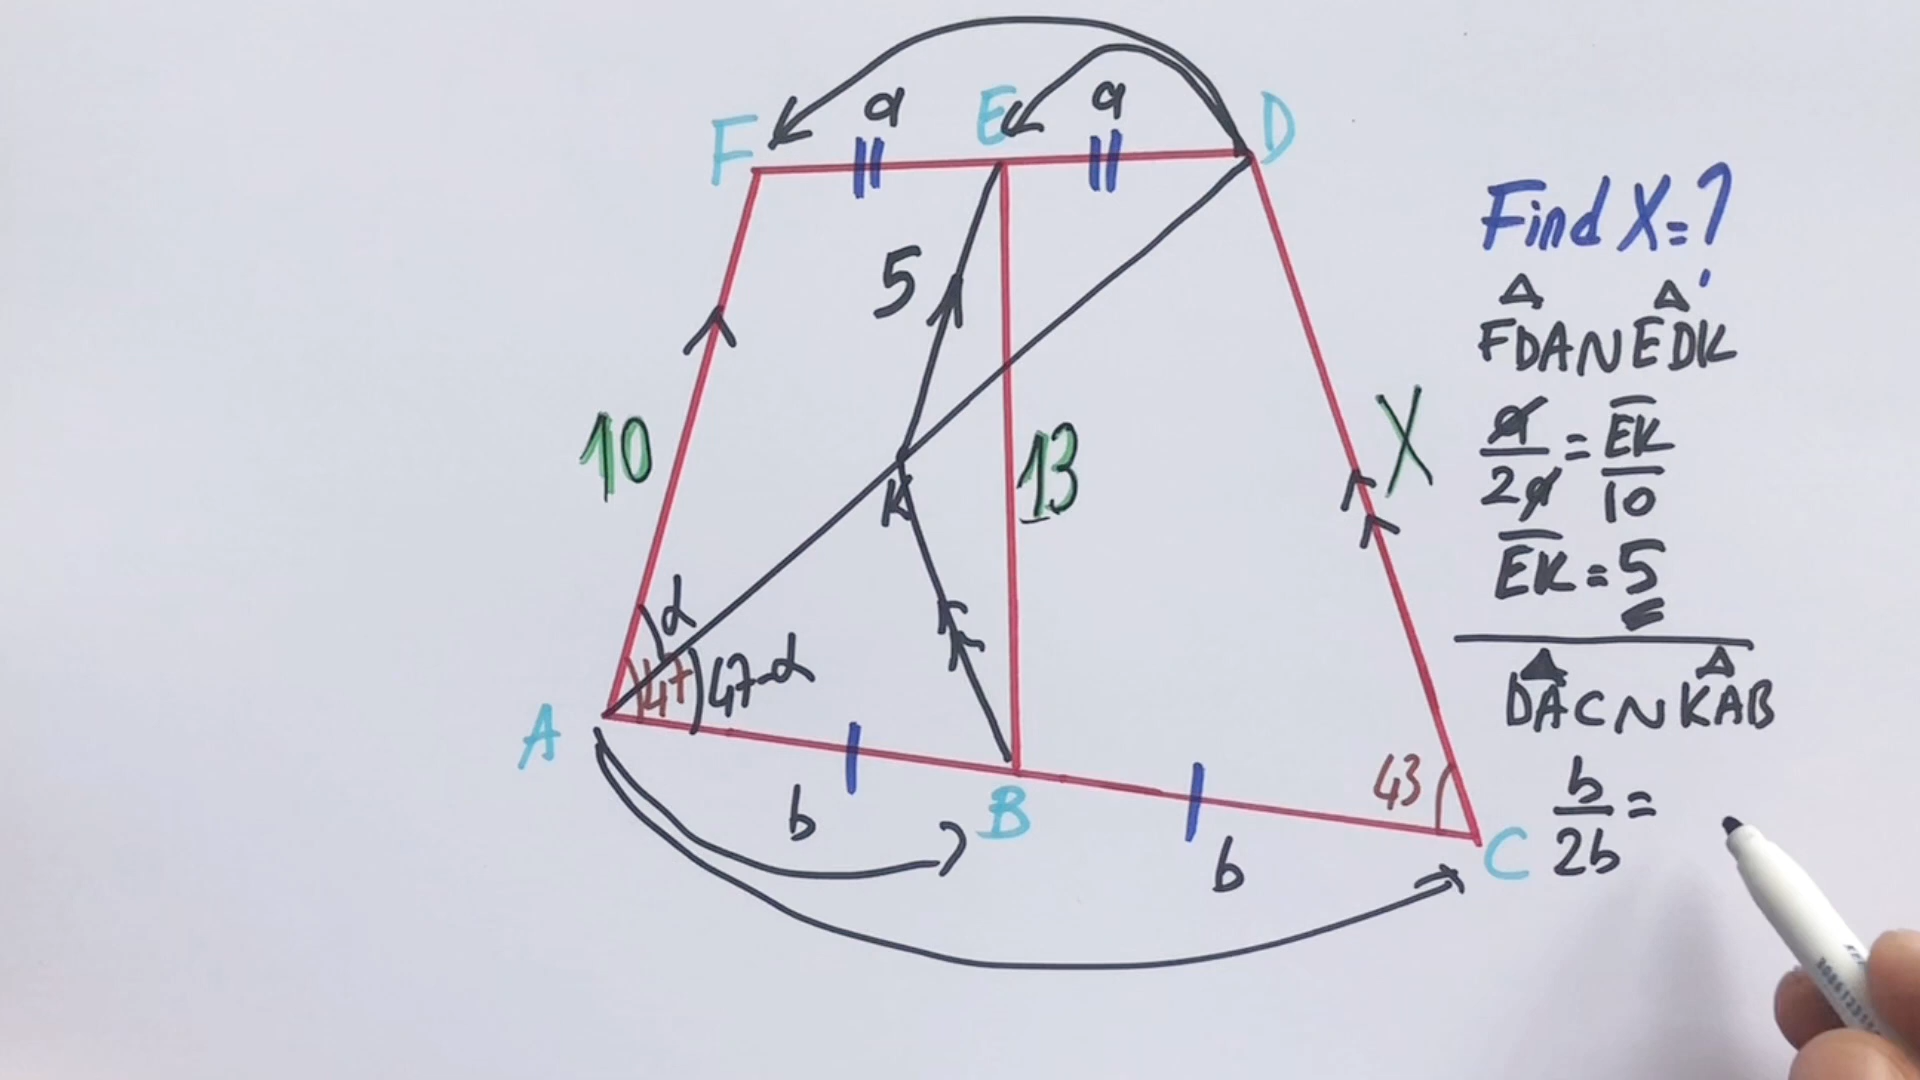 F
a
E
a
D
Find X=?
FDA ~ EDK
a/2a = EK/10
EK = 5
DAC ~ KAB
b/2b =
5
10
K
13
X
α
47
47-α
A
b
B
43
C
b